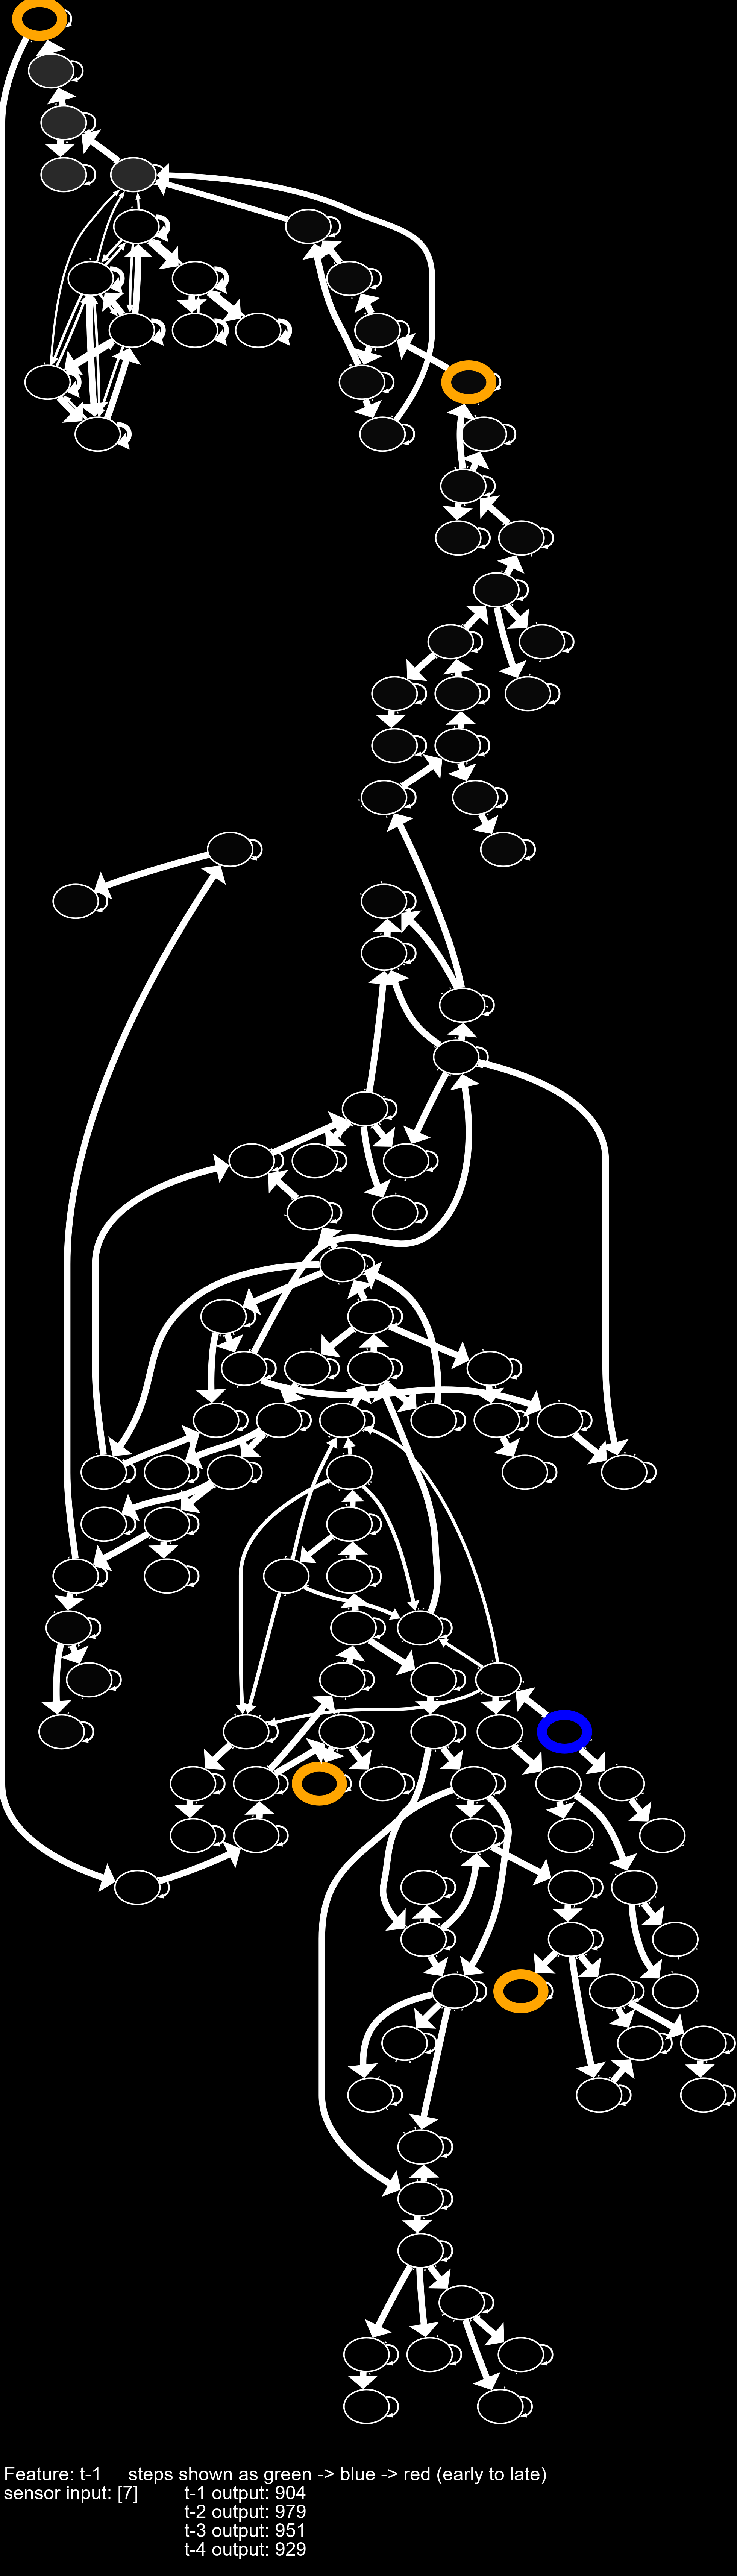 Feature: t-1 steps shown as green -> blue -> red (early to late)
sensor input: [7] t-1 output: 904
t-2 output: 979
t-3 output: 951
t-4 output: 929